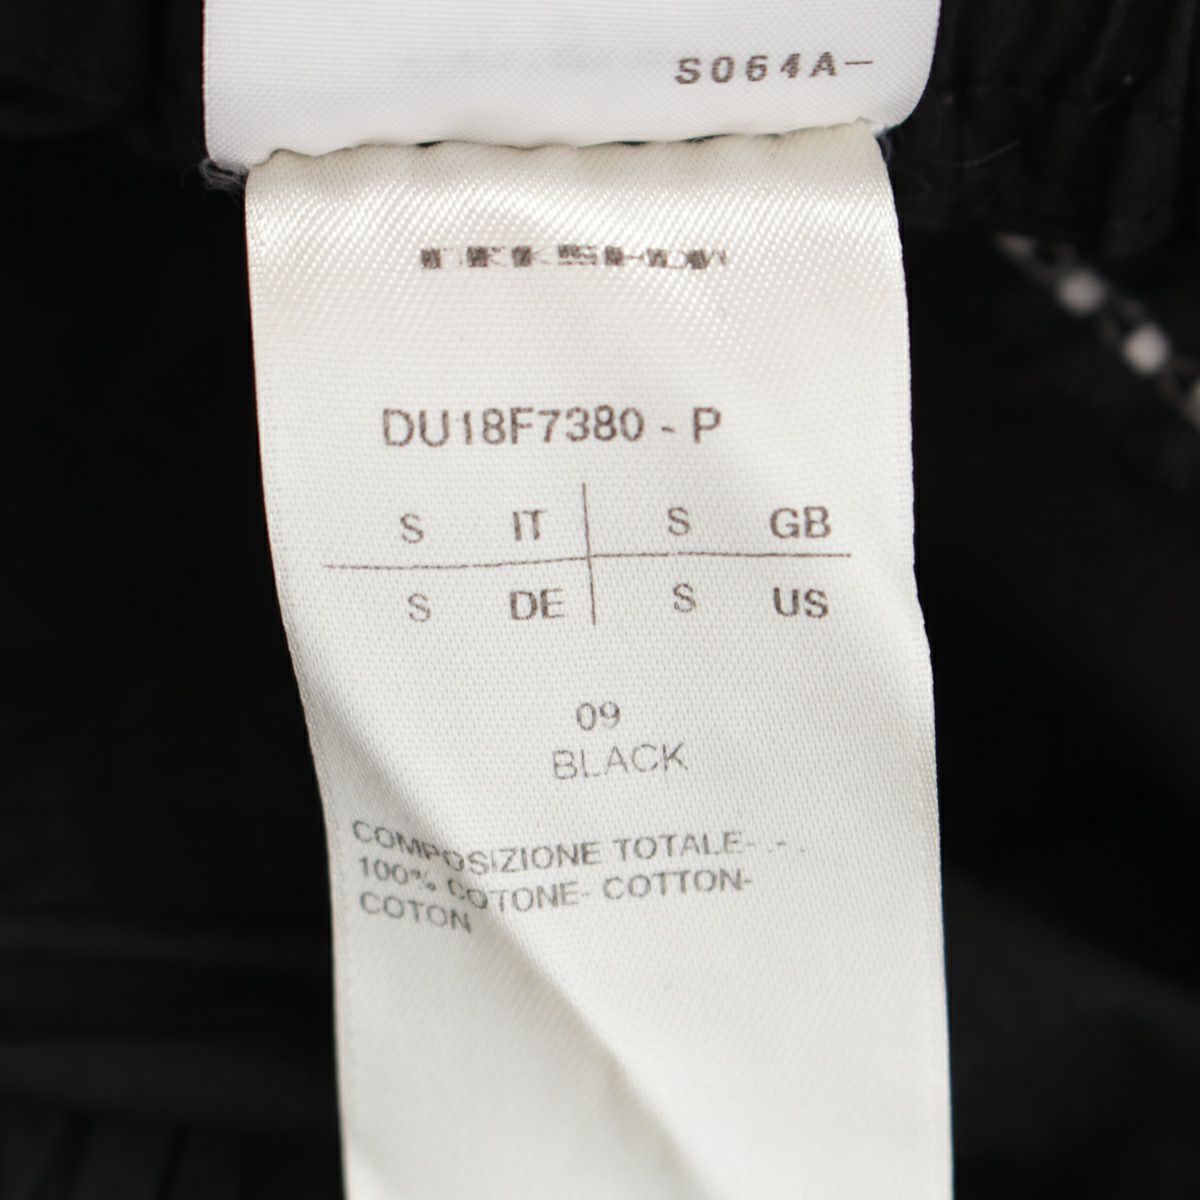 S064A-
DU18F7380 - P
S IT S GB
S DE S US
09
BLACK
COMPOSIZIONE TOTALE- .- .
100% COTONE- COTTON-
COTON